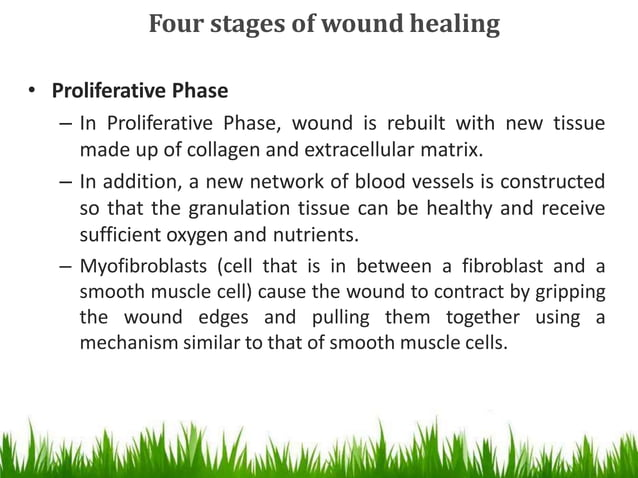 Four stages of wound healing
• Proliferative Phase
– In Proliferative Phase, wound is rebuilt with new tissue
made up of collagen and extracellular matrix.
– In addition, a new network of blood vessels is constructed
so that the granulation tissue can be healthy and receive
sufficient oxygen and nutrients.
– Myofibroblasts (cell that is in between a fibroblast and a
smooth muscle cell) cause the wound to contract by gripping
the wound edges and pulling them together using a
mechanism similar to that of smooth muscle cells.